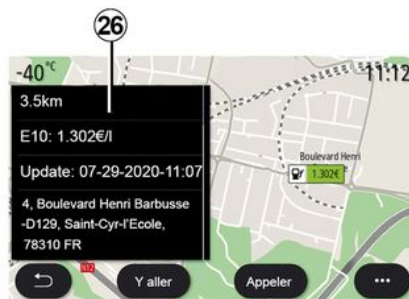 26
-40°C
11:12
3.5km
E10: 1.302€/l
Update: 07-29-2020-11:07
4, Boulevard Henri Barbusse
-D129, Saint-Cyr-l'Ecole,
78310 FR
Boulevard Henri
1.302€
N12
Y aller
Appeler